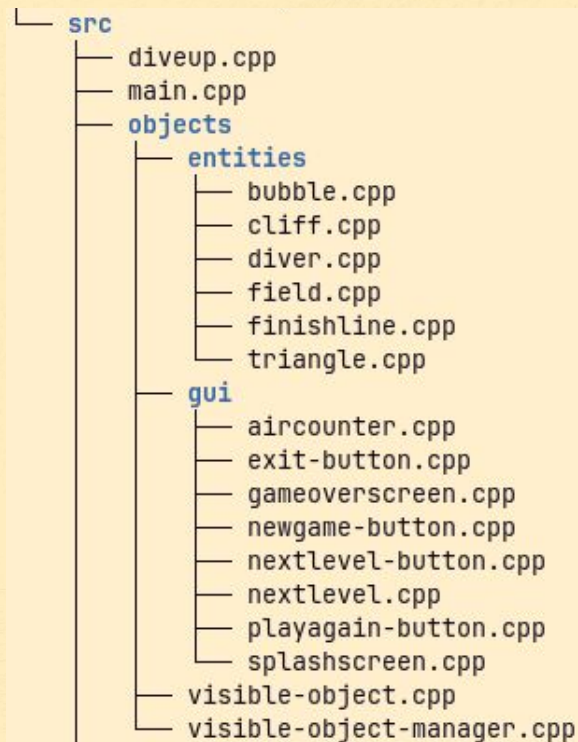 src
diveup.cpp
main.cpp
objects
entities
bubble.cpp
cliff.cpp
diver.cpp
field.cpp
finishline.cpp
triangle.cpp
gui
aircounter.cpp
exit-button.cpp
gameoverscreen.cpp
newgame-button.cpp
nextlevel-button.cpp
nextlevel.cpp
playagain-button.cpp
splashscreen.cpp
visible-object.cpp
visible-object-manager.cpp